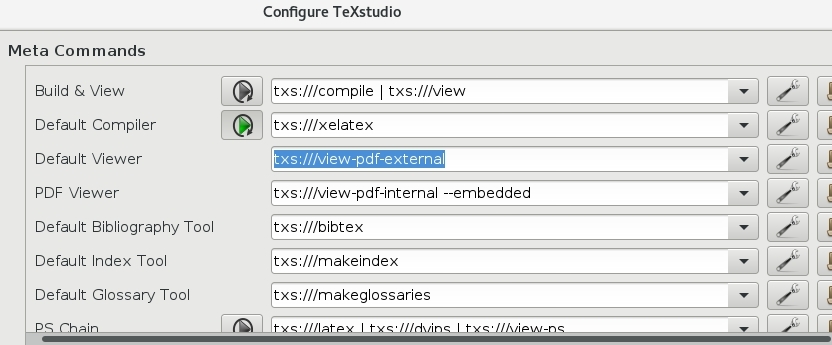 Configure TeXstudio
Meta Commands
Build & View txs:///compile | txs:///view
Default Compiler txs:///xelatex
Default Viewer txs:///view-pdf-external
PDF Viewer txs:///view-pdf-internal --embedded
Default Bibliography Tool txs:///bibtex
Default Index Tool txs:///makeindex
Default Glossary Tool txs:///makeglossaries
PS Chain txs:///latex | txs:///dvips | txs:///view-ps